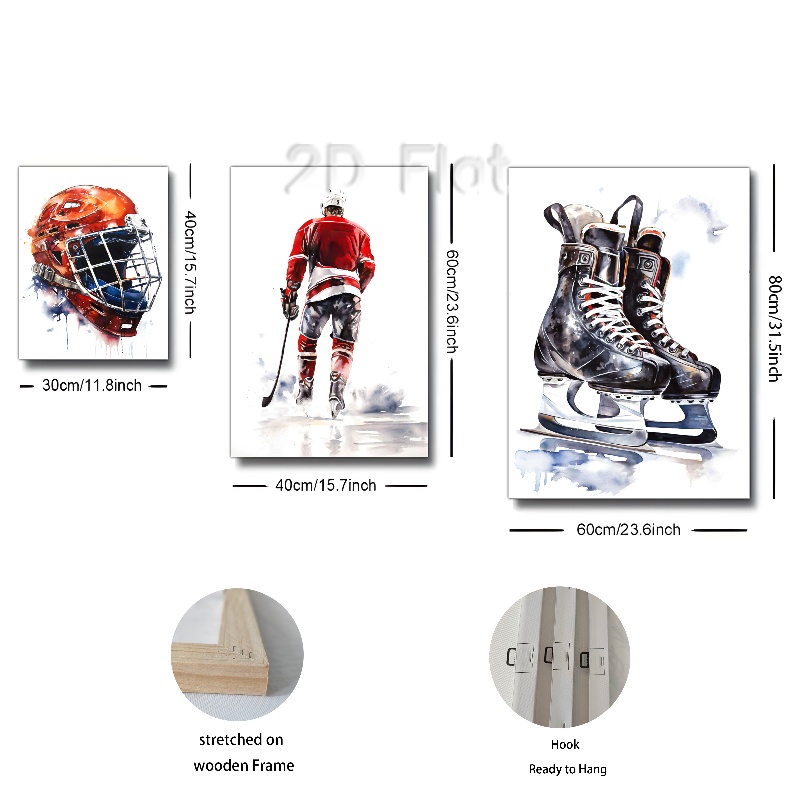 2D Flat
40cm/15.7inch
30cm/11.8inch
60cm/23.6inch
40cm/15.7inch
80cm/31.5inch
60cm/23.6inch
stretched on
wooden Frame
Hook
Ready to Hang